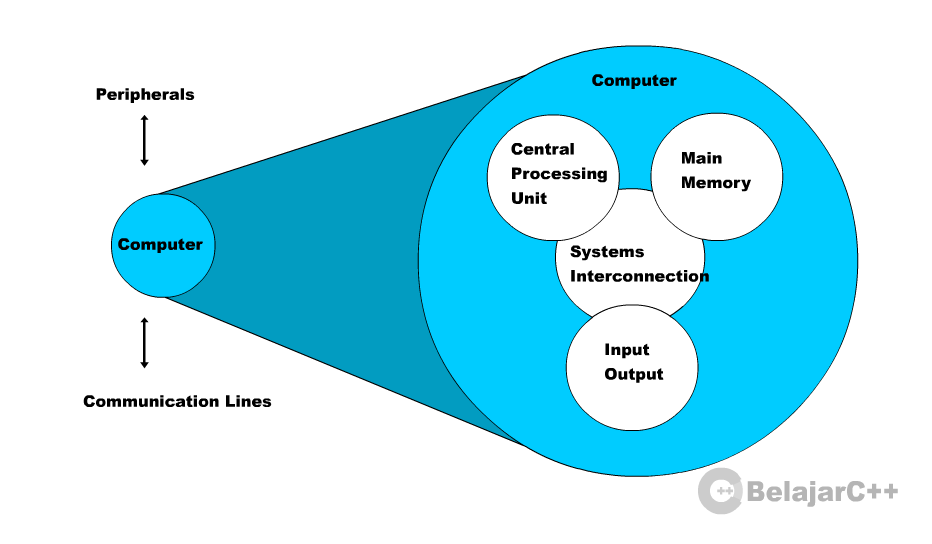 Peripherals
Computer
Communication Lines
Computer
Central
Processing
Unit
Main
Memory
Systems
Interconnection
Input
Output
C++ BelajarC++